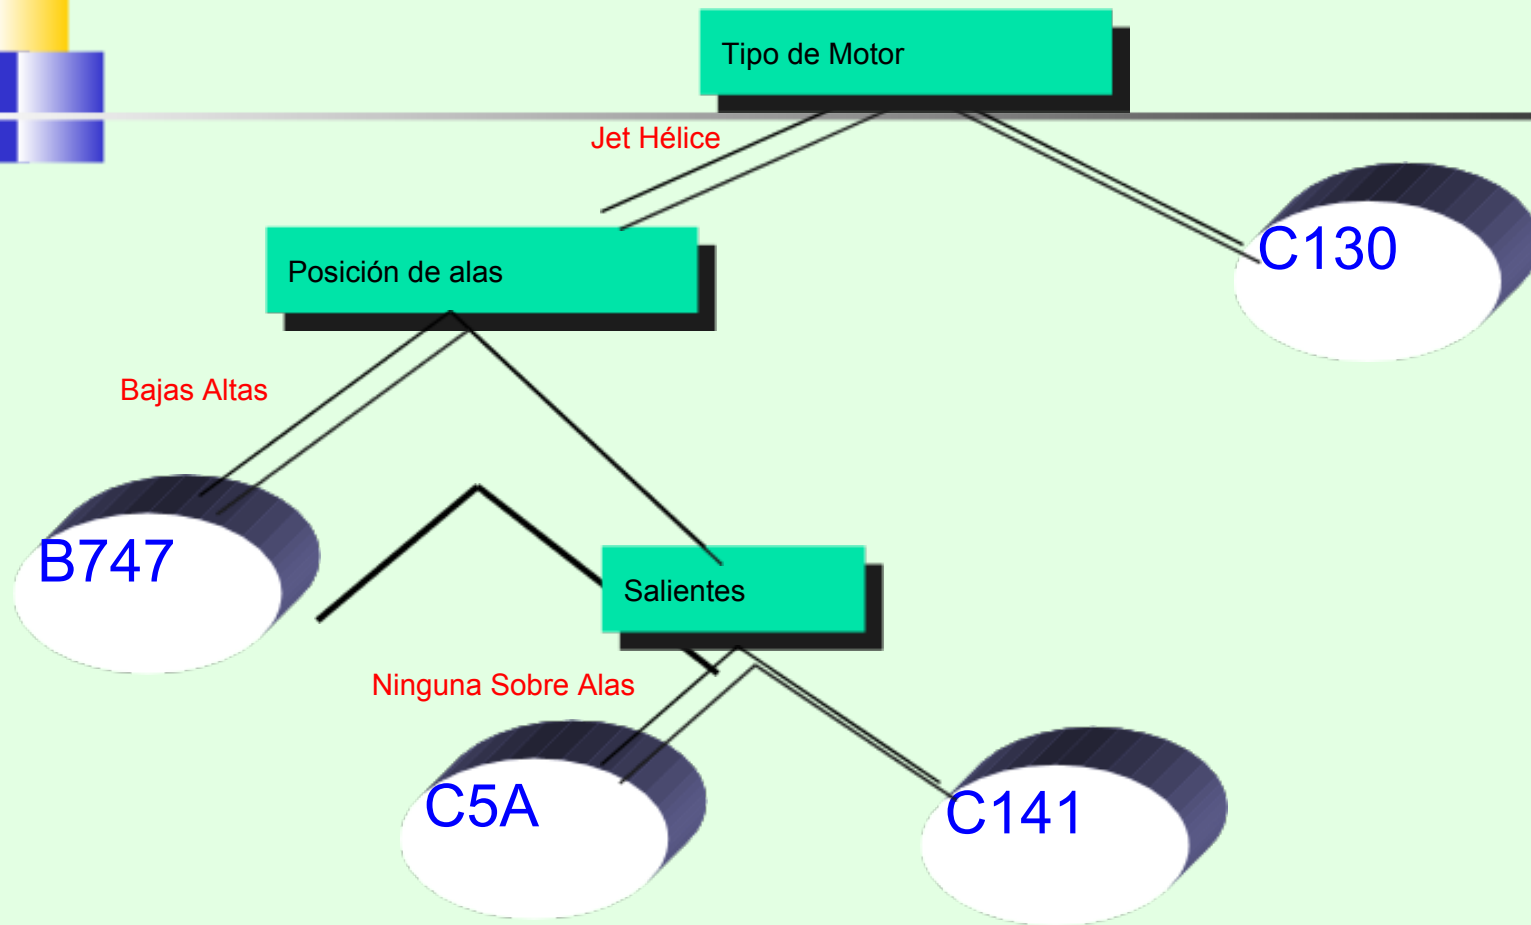 Tipo de Motor
Jet Hélice
C130
Posición de alas
Bajas Altas
B747
Salientes
Ninguna Sobre Alas
C5A
C141